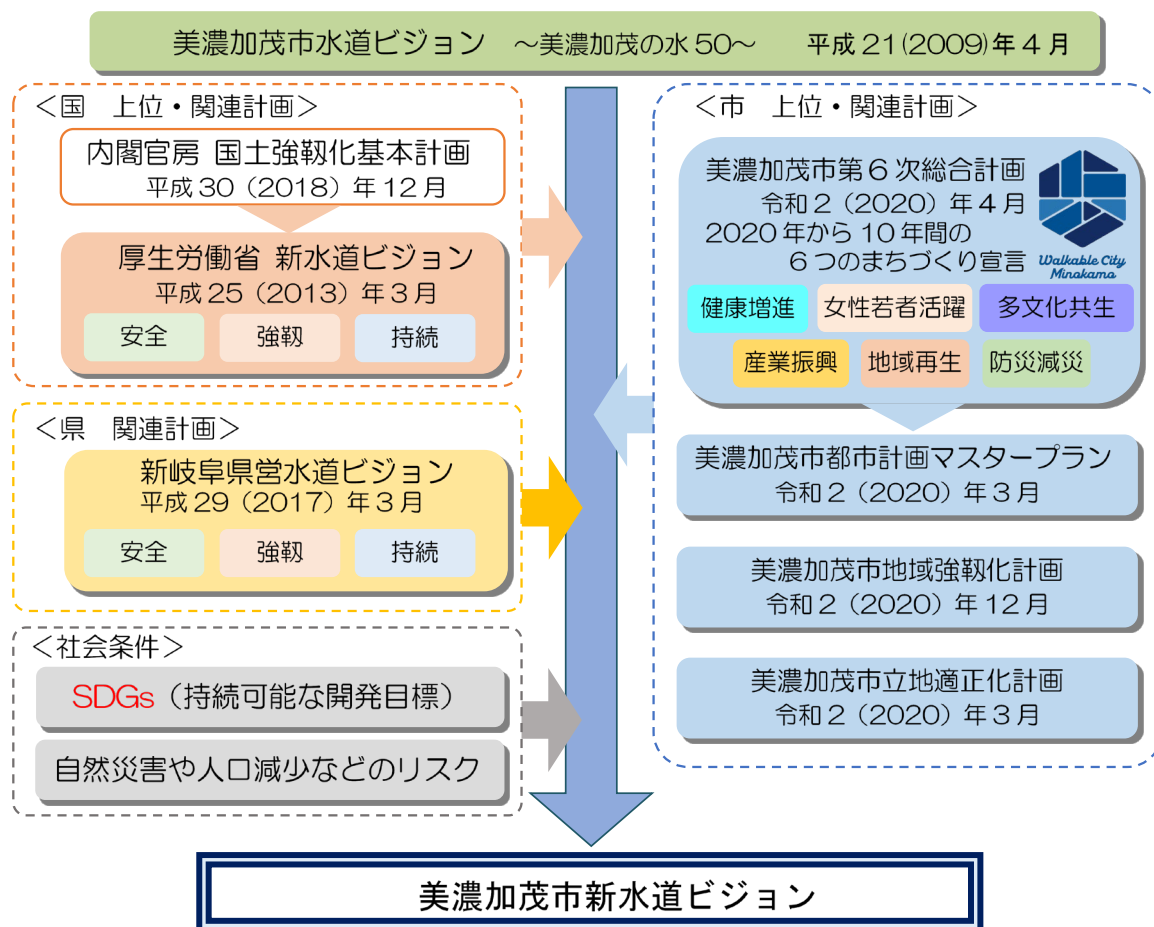 美濃加茂市水道ビジョン　～美濃加茂の水50～　平成21(2009)年4月
＜国　上位・関連計画＞
内閣官房 国土強靱化基本計画
平成30（2018）年12月
厚生労働省 新水道ビジョン
平成25（2013）年3月
安全　強靱　持続
＜県　関連計画＞
新岐阜県営水道ビジョン
平成29（2017）年3月
安全　強靱　持続
＜社会条件＞
SDGs（持続可能な開発目標）
自然災害や人口減少などのリスク
＜市　上位・関連計画＞
美濃加茂市第6次総合計画
令和2（2020）年4月
2020年から10年間の
6つのまちづくり宣言
Walkable City
Minokamo
健康増進　女性若者活躍　多文化共生
産業振興　地域再生　防災減災
美濃加茂市都市計画マスタープラン
令和2（2020）年3月
美濃加茂市地域強靱化計画
令和2（2020）年12月
美濃加茂市立地適正化計画
令和2（2020）年3月
美濃加茂市新水道ビジョン